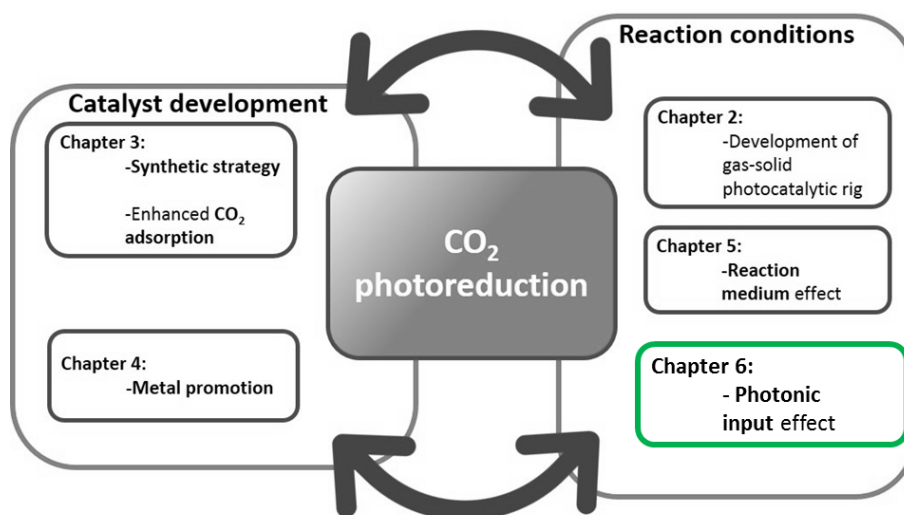 Catalyst development
Chapter 3:
-Synthetic strategy
-Enhanced CO₂
adsorption
Chapter 4:
-Metal promotion
CO₂
photoreduction
Reaction conditions
Chapter 2:
-Development of
gas-solid
photocatalytic rig
Chapter 5:
-Reaction
medium effect
Chapter 6:
- Photonic
input effect